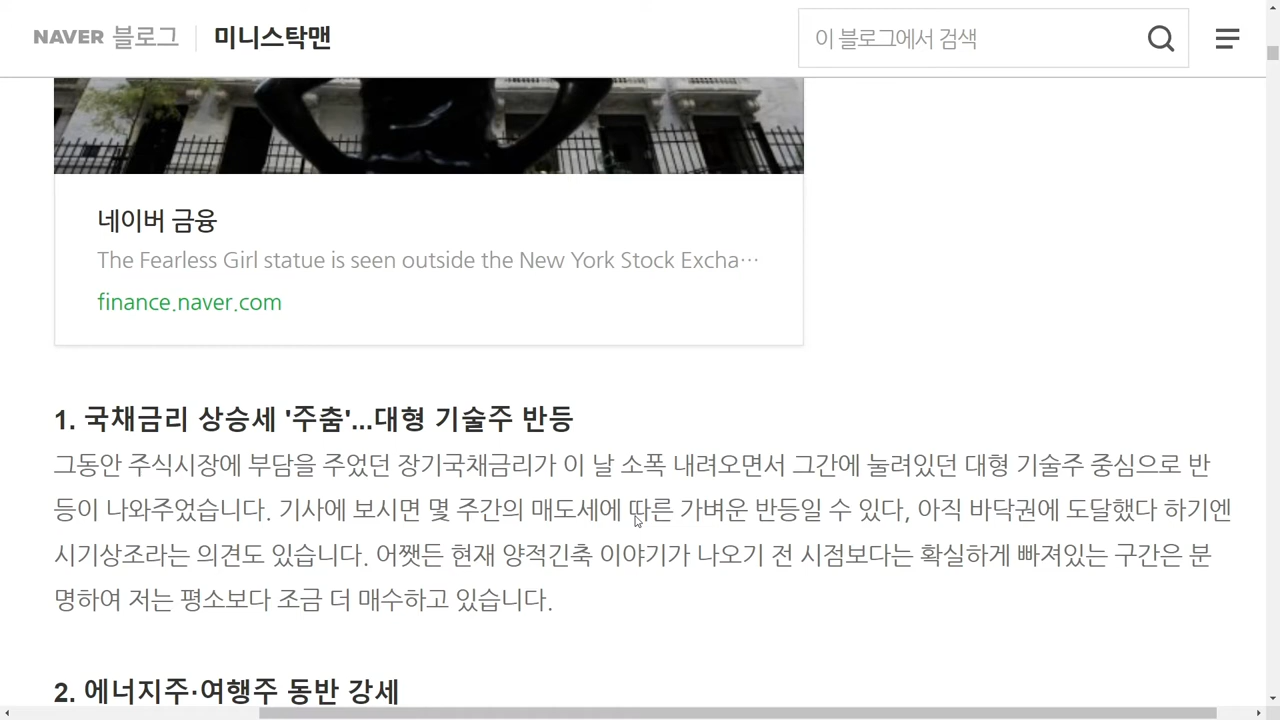 NAVER 블로그 미니스탁맨 이 블로그에서 검색
네이버 금융
The Fearless Girl statue is seen outside the New York Stock Excha…
finance.naver.com
1. 국채금리 상승세 '주춤'...대형 기술주 반등
그동안 주식시장에 부담을 주었던 장기국채금리가 이 날 소폭 내려오면서 그간에 눌려있던 대형 기술주 중심으로 반
등이 나와주었습니다. 기사에 보시면 몇 주간의 매도세에 따른 가벼운 반등일 수 있다, 아직 바닥권에 도달했다 하기엔
시기상조라는 의견도 있습니다. 어쨋든 현재 양적긴축 이야기가 나오기 전 시점보다는 확실하게 빠져있는 구간은 분
명하여 저는 평소보다 조금 더 매수하고 있습니다.
2. 에너지주·여행주 동반 강세